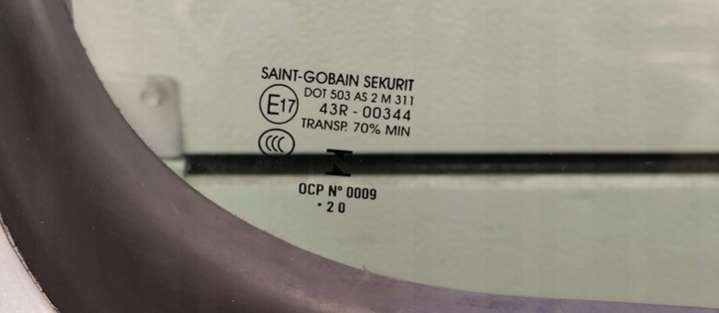 SAINT-GOBAIN SEKURIT
DOT 503 AS 2 M 311
E17
43R - 00344
TRANSP. 70% MIN
CCC
OCP N° 0009
· 2 0